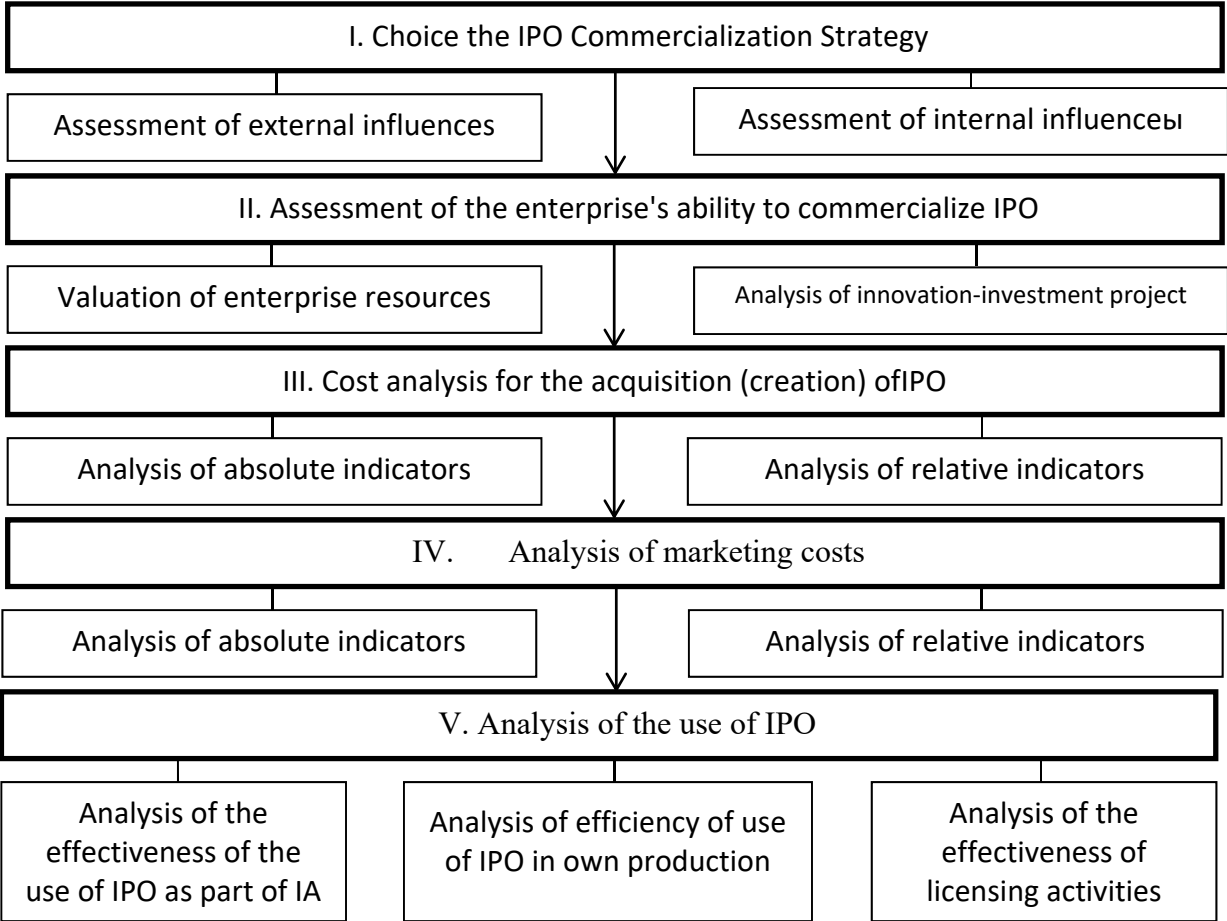 I. Choice the IPO Commercialization Strategy
Assessment of external influences
Assessment of internal influenceы
II. Assessment of the enterprise's ability to commercialize IPO
Valuation of enterprise resources
Analysis of innovation-investment project
III. Cost analysis for the acquisition (creation) ofIPO
Analysis of absolute indicators
Analysis of relative indicators
IV. Analysis of marketing costs
Analysis of absolute indicators
Analysis of relative indicators
V. Analysis of the use of IPO
Analysis of the
effectiveness of the
use of IPO as part of IA
Analysis of efficiency of use
of IPO in own production
Analysis of the
effectiveness of
licensing activities